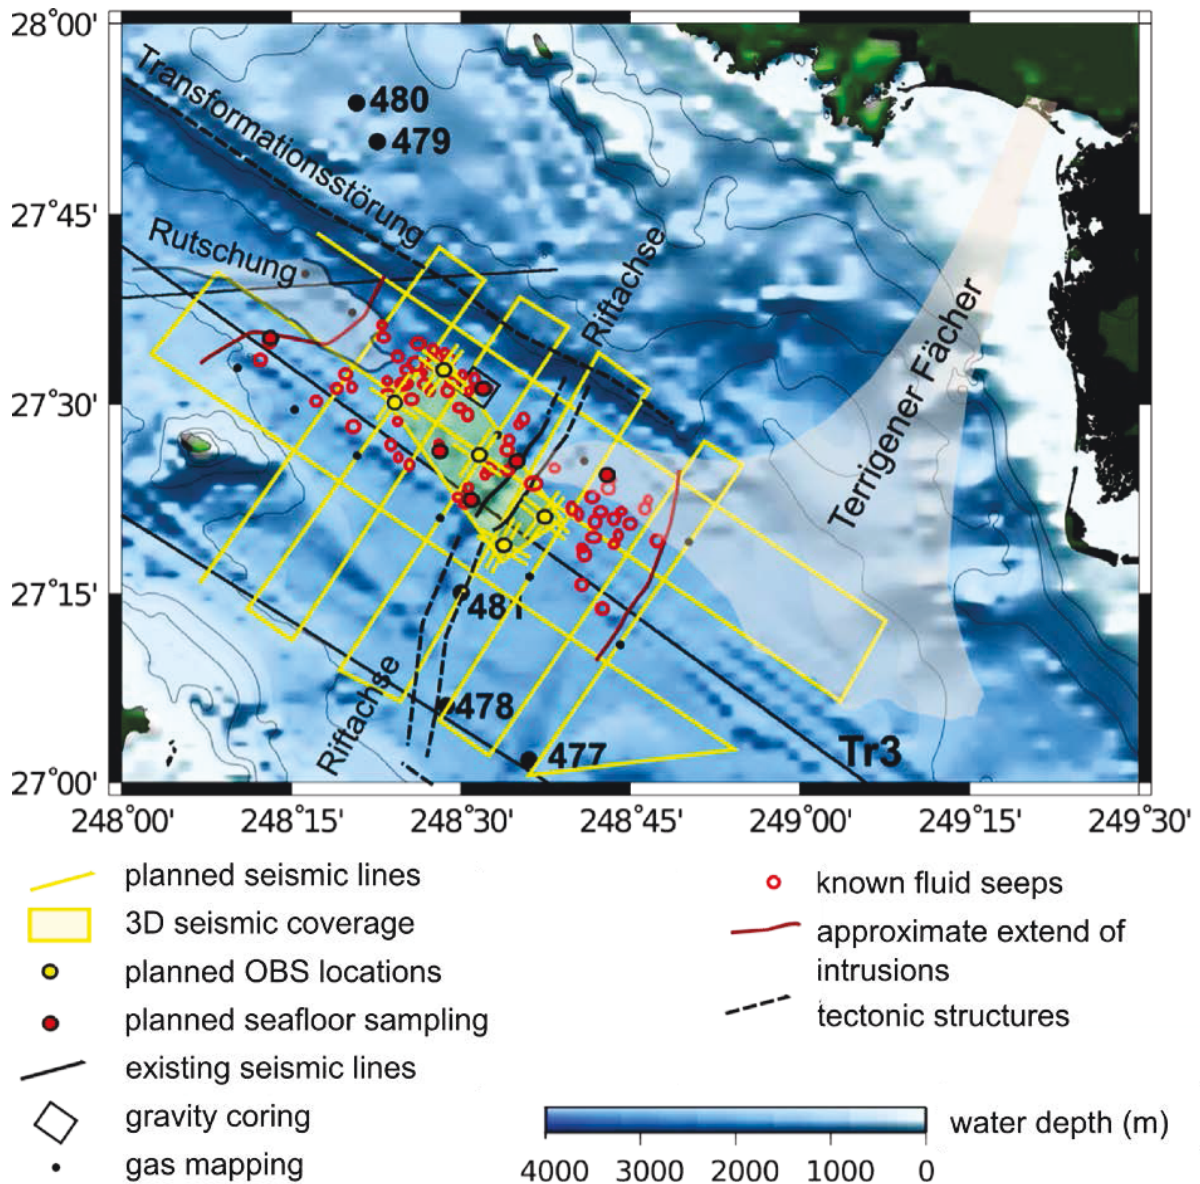 28°00'
27°45'
27°30'
27°15'
27°00'
248°00'
248°15'
248°30'
248°45'
249°00'
249°15'
249°30'
Transformationsstörung
480
479
Rutschung
Riftachse
Terrigener Fächer
481
Riftachse
478
477
Tr3
planned seismic lines
3D seismic coverage
planned OBS locations
planned seafloor sampling
existing seismic lines
gravity coring
gas mapping
known fluid seeps
approximate extend of
intrusions
tectonic structures
water depth (m)
4000 3000 2000 1000 0